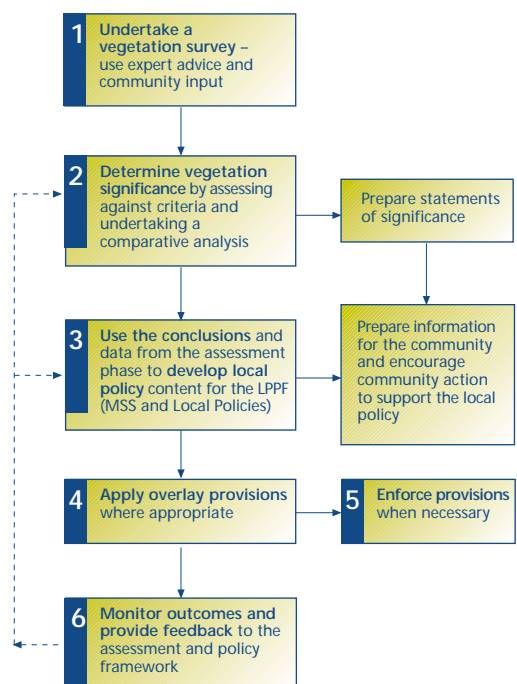 1
Undertake a
vegetation survey –
use expert advice and
community input
2
Determine vegetation
significance by assessing
against criteria and
undertaking a
comparative analysis
Prepare statements
of significance
3
Use the conclusions and
data from the assessment
phase to develop local
policy content for the LPPF
(MSS and Local Policies)
Prepare information
for the community
and encourage
community action
to support the local
policy
4
Apply overlay provisions
where appropriate
5
Enforce provisions
when necessary
6
Monitor outcomes and
provide feedback to the
assessment and policy
framework